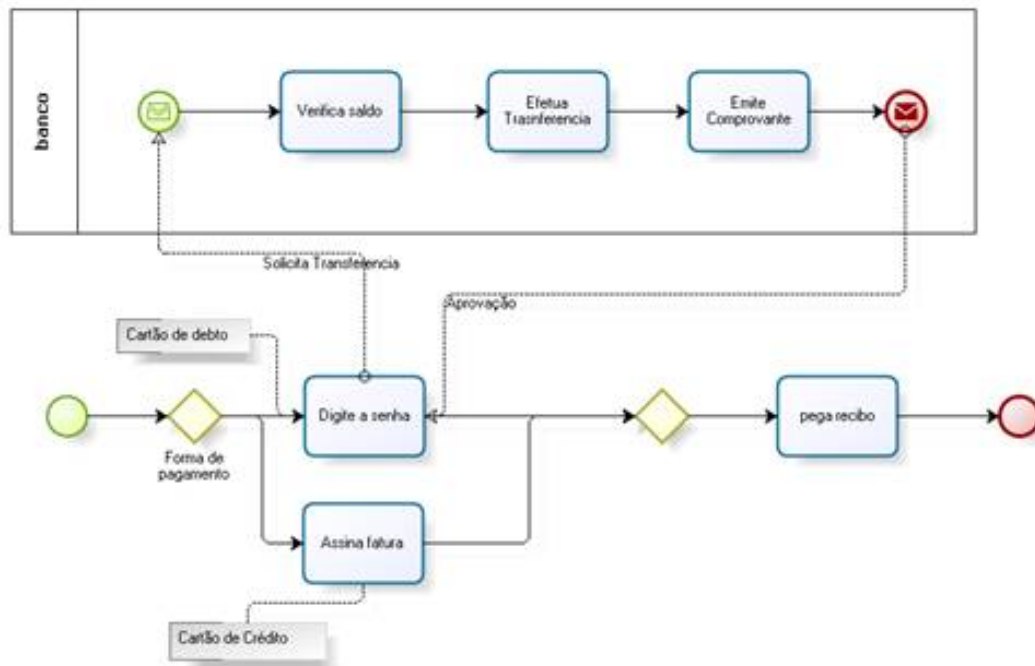 banco
Verifica saldo
Efetua
Trasnferencia
Emite
Comprovante
Solicita Transferencia
Aprovação
Cartão de debto
Digite a senha
pega recibo
Forma de
pagamento
Assina fatura
Cartão de Crédito